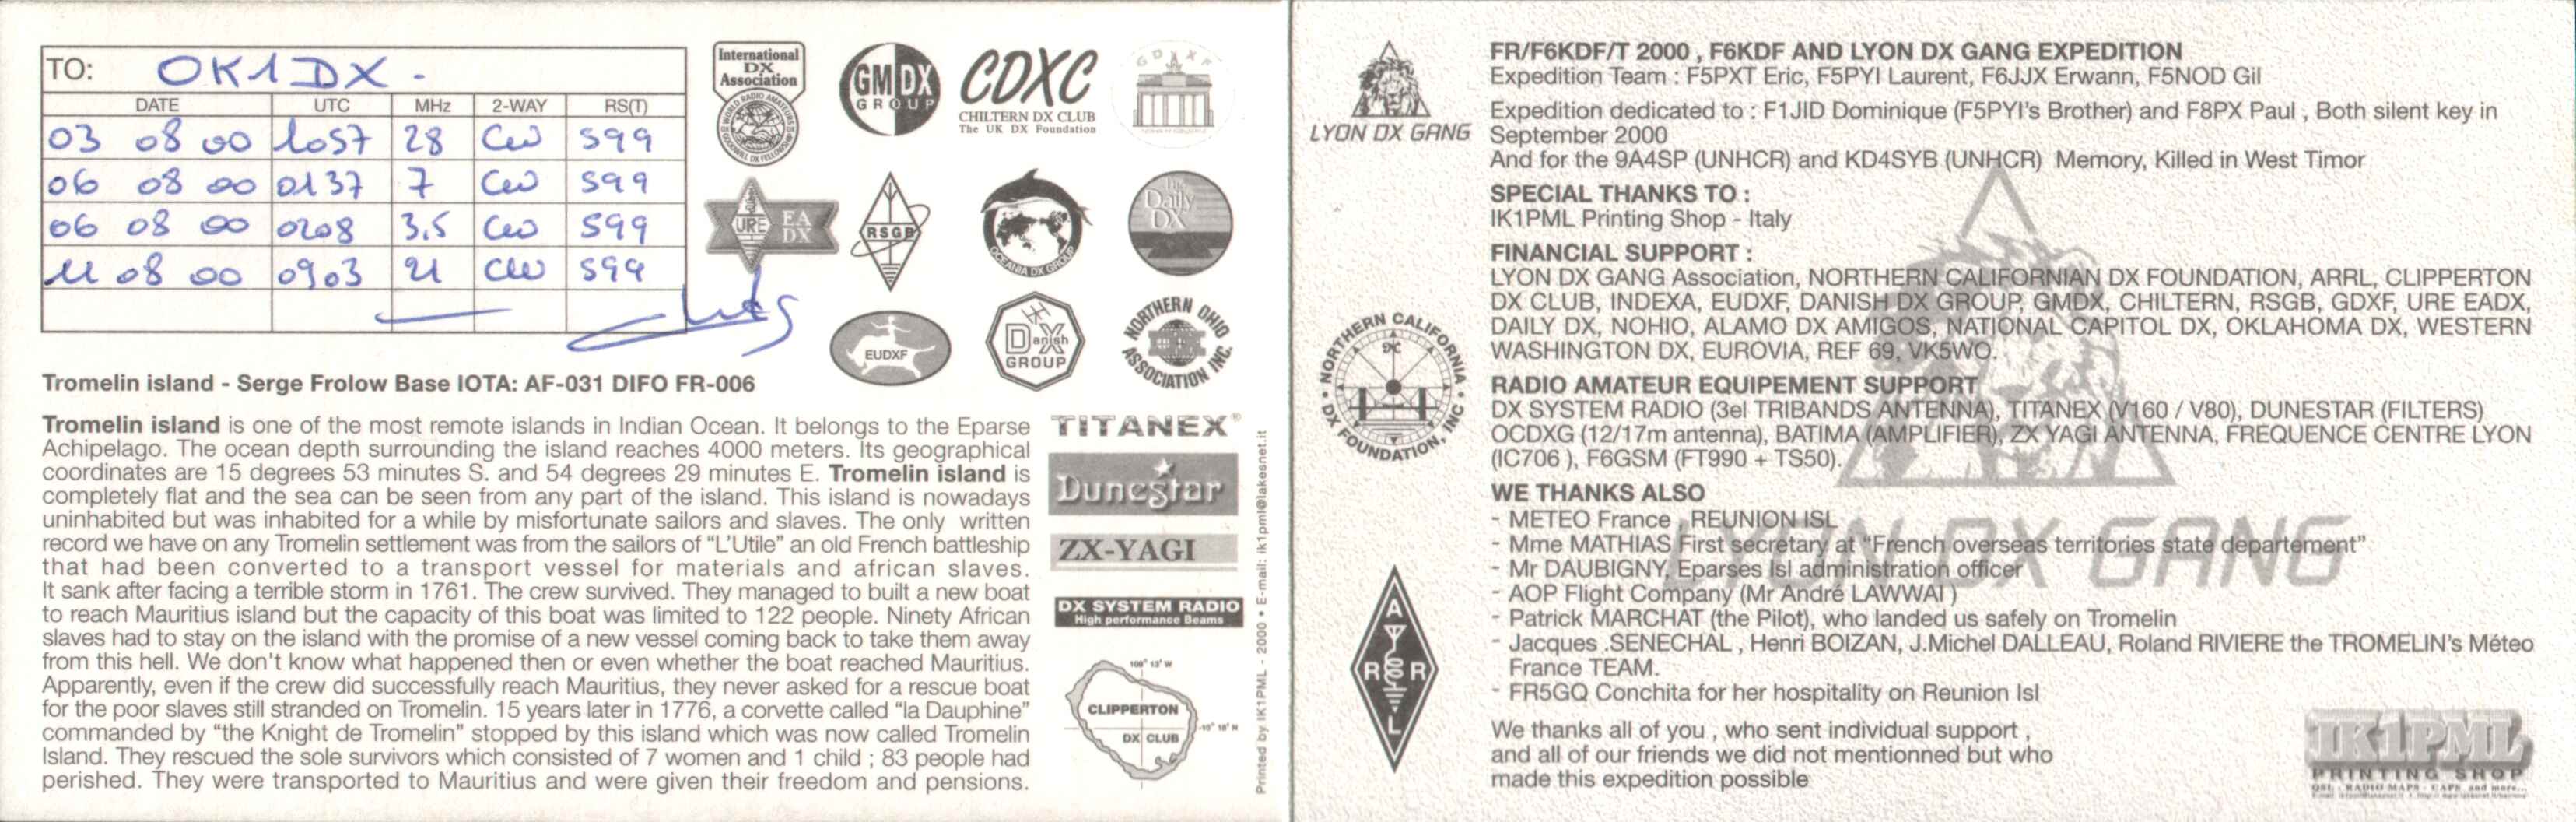 TO: OK1DX -
DATE UTC MHz 2-WAY RS(T)
03 08 00 1057 28 CW 599
06 08 00 0137 7 CW 599
06 08 00 0208 3,5 CW 599
11 08 00 0903 21 CW 599
International
DX
Association
WORLD RADIO AMATEURS
GOODWILL DX FELLOWSHIP
GMDX
GROUP
CDXC
CHILTERN DX CLUB
The UK DX Foundation
GDXF
URE EA
DX
RSGB
OCEANIA DX GROUP
The
Daily
DX
EUDXF
Danish
DX
GROUP
NORTHERN OHIO
ASSOCIATION INC.
Tromelin island - Serge Frolow Base IOTA: AF-031 DIFO FR-006
Tromelin island is one of the most remote islands in Indian Ocean. It belongs to the Eparse
Achipelago. The ocean depth surrounding the island reaches 4000 meters. Its geographical
coordinates are 15 degrees 53 minutes S. and 54 degrees 29 minutes E. Tromelin island is
completely flat and the sea can be seen from any part of the island. This island is nowadays
uninhabited but was inhabited for a while by misfortunate sailors and slaves. The only written
record we have on any Tromelin settlement was from the sailors of “L'Utile” an old French battleship
that had been converted to a transport vessel for materials and african slaves.
It sank after facing a terrible storm in 1761. The crew survived. They managed to built a new boat
to reach Mauritius island but the capacity of this boat was limited to 122 people. Ninety African
slaves had to stay on the island with the promise of a new vessel coming back to take them away
from this hell. We don't know what happened then or even whether the boat reached Mauritius.
Apparently, even if the crew did successfully reach Mauritius, they never asked for a rescue boat
for the poor slaves still stranded on Tromelin. 15 years later in 1776, a corvette called “la Dauphine”
commanded by “the Knight de Tromelin” stopped by this island which was now called Tromelin
Island. They rescued the sole survivors which consisted of 7 women and 1 child ; 83 people had
perished. They were transported to Mauritius and were given their freedom and pensions.
TITANEX®
Dunestar
ZX-YAGI
DX SYSTEM RADIO
High performance Beams
109° 13' W
CLIPPERTON
10° 18' N
DX CLUB
Printed by IK1PML - 2000 • E-mail: ik1pml@lakesnet.it
LYON DX GANG
FR/F6KDF/T 2000 , F6KDF AND LYON DX GANG EXPEDITION
Expedition Team : F5PXT Eric, F5PYI Laurent, F6JJX Erwann, F5NOD Gil
Expedition dedicated to : F1JID Dominique (F5PYI's Brother) and F8PX Paul , Both silent key in
September 2000
And for the 9A4SP (UNHCR) and KD4SYB (UNHCR) Memory, Killed in West Timor
SPECIAL THANKS TO :
IK1PML Printing Shop - Italy
FINANCIAL SUPPORT :
LYON DX GANG Association, NORTHERN CALIFORNIAN DX FOUNDATION, ARRL, CLIPPERTON
DX CLUB, INDEXA, EUDXF, DANISH DX GROUP, GMDX, CHILTERN, RSGB, GDXF, URE EADX,
DAILY DX, NOHIO, ALAMO DX AMIGOS, NATIONAL CAPITOL DX, OKLAHOMA DX, WESTERN
WASHINGTON DX, EUROVIA, REF 69, VK5WO.
RADIO AMATEUR EQUIPEMENT SUPPORT
DX SYSTEM RADIO (3el TRIBANDS ANTENNA), TITANEX (V160 / V80), DUNESTAR (FILTERS)
OCDXG (12/17m antenna), BATIMA (AMPLIFIER), ZX YAGI ANTENNA, FREQUENCE CENTRE LYON
(IC706 ), F6GSM (FT990 + TS50).
WE THANKS ALSO
- METEO France , REUNION ISL
- Mme MATHIAS First secretary at “French overseas territories state departement”
- Mr DAUBIGNY, Eparses Isl administration officer
- AOP Flight Company (Mr André LAWWAI )
- Patrick MARCHAT (the Pilot), who landed us safely on Tromelin
- Jacques .SENECHAL , Henri BOIZAN, J.Michel DALLEAU, Roland RIVIERE the TROMELIN's Méteo
France TEAM.
- FR5GQ Conchita for her hospitality on Reunion Isl
We thanks all of you , who sent individual support ,
and all of our friends we did not mentionned but who
made this expedition possible
LYON DX GANG
NORTHERN CALIFORNIA
DX FOUNDATION, INC
ARRL
IK1PML
PRINTING SHOP
QSL - RADIO MAPS - CAPS and more...